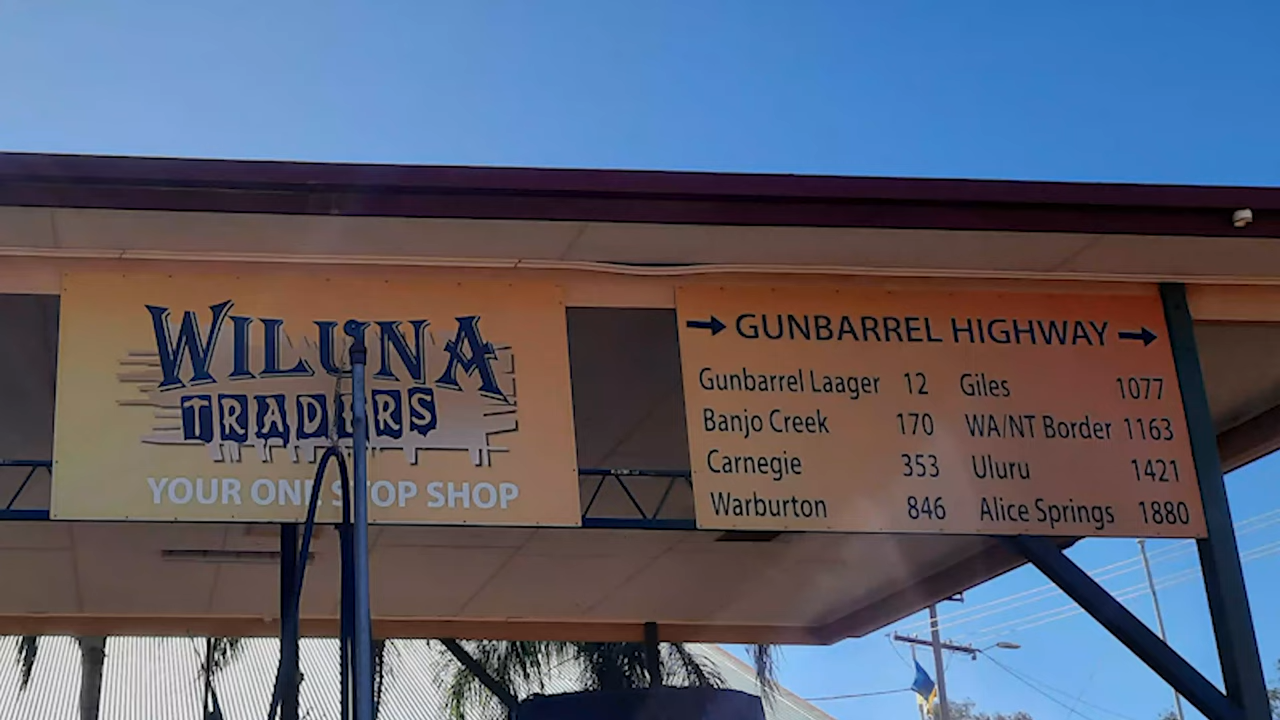 WILUNA
TRADERS
YOUR ONE STOP SHOP
GUNBARREL HIGHWAY
Gunbarrel Laager 12 Giles 1077
Banjo Creek 170 WA/NT Border 1163
Carnegie 353 Uluru 1421
Warburton 846 Alice Springs 1880